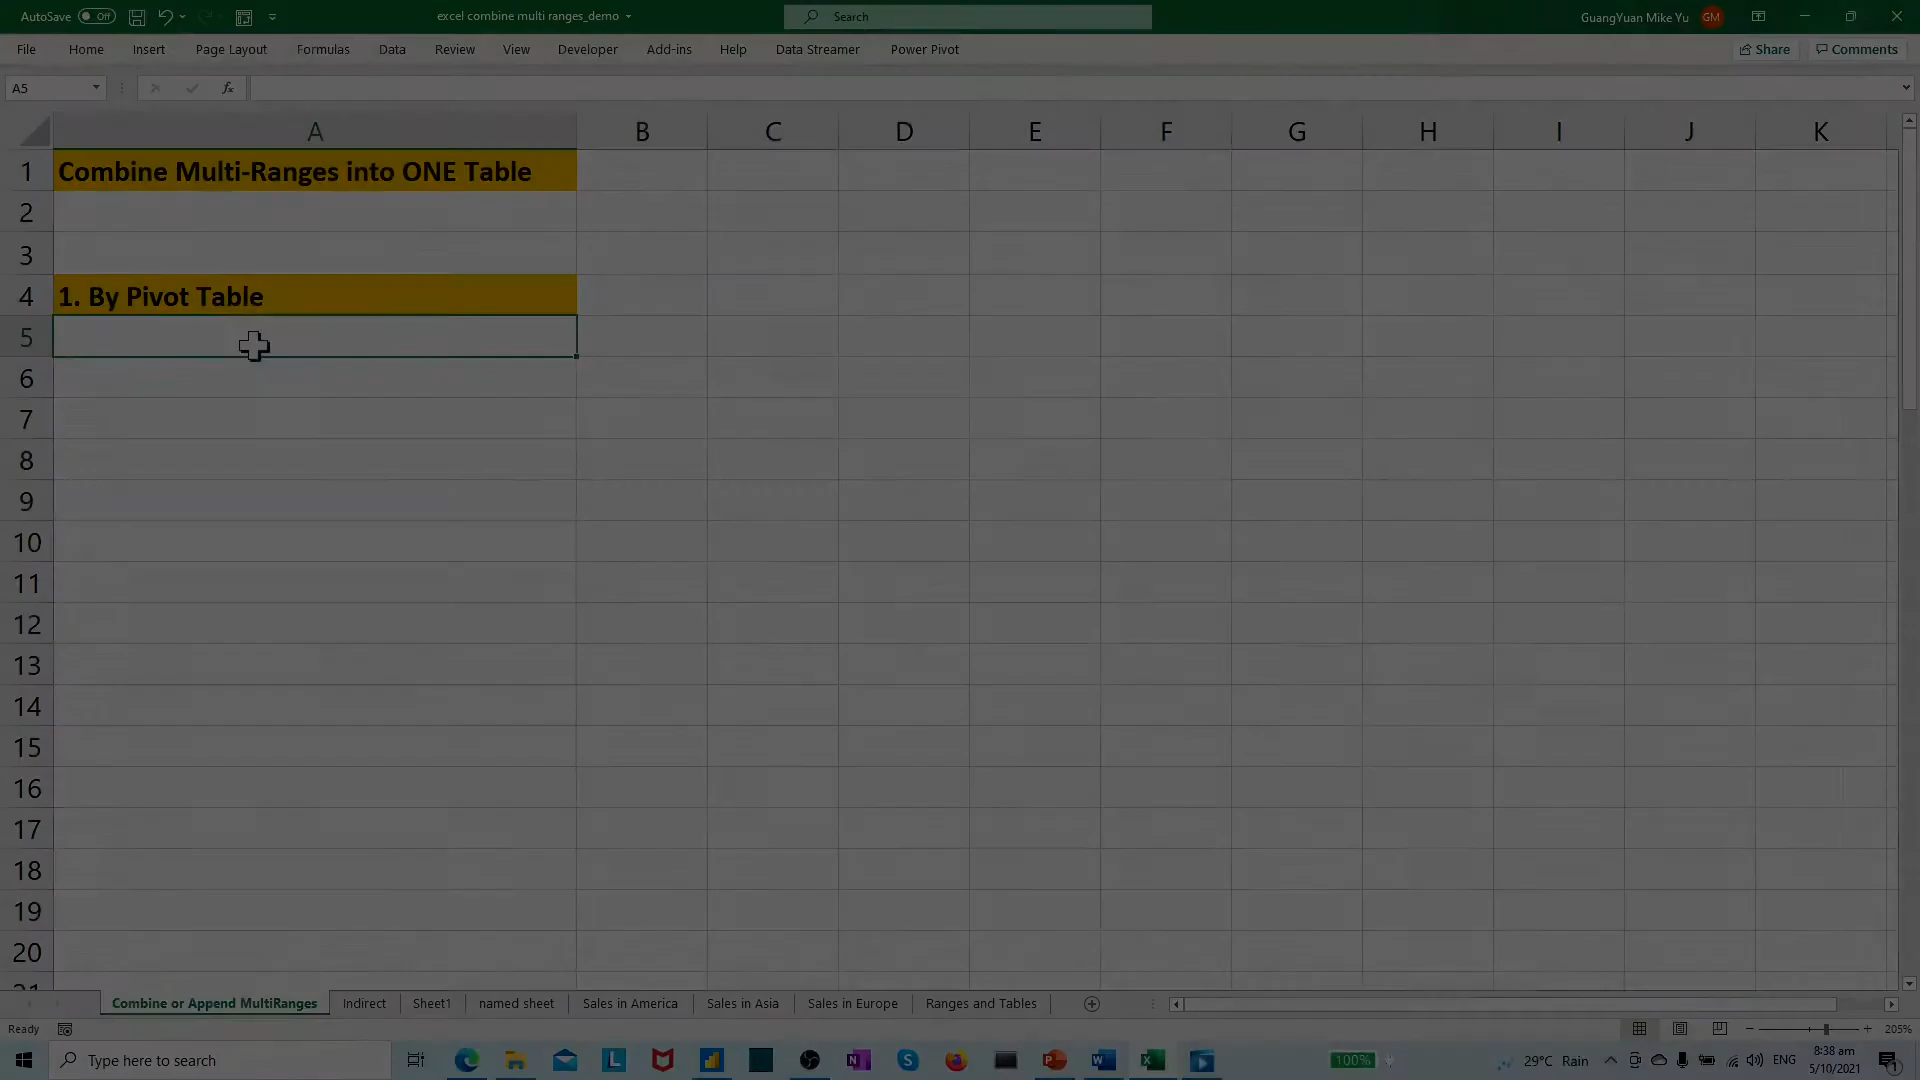 AutoSave Off excel combine multi ranges_demo Search GuangYuan Mike Yu GM
File Home Insert Page Layout Formulas Data Review View Developer Add-ins Help Data Streamer Power Pivot Share Comments
A5 fx
A B C D E F G H I J K
1 Combine Multi-Ranges into ONE Table
2
3
4 1. By Pivot Table
5
6
7
8
9
10
11
12
13
14
15
16
17
18
19
20
21
Combine or Append MultiRanges Indirect Sheet1 named sheet Sales in America Sales in Asia Sales in Europe Ranges and Tables
Ready 205%
Type here to search 100% 29°C Rain ENG 8:38 am
5/10/2021